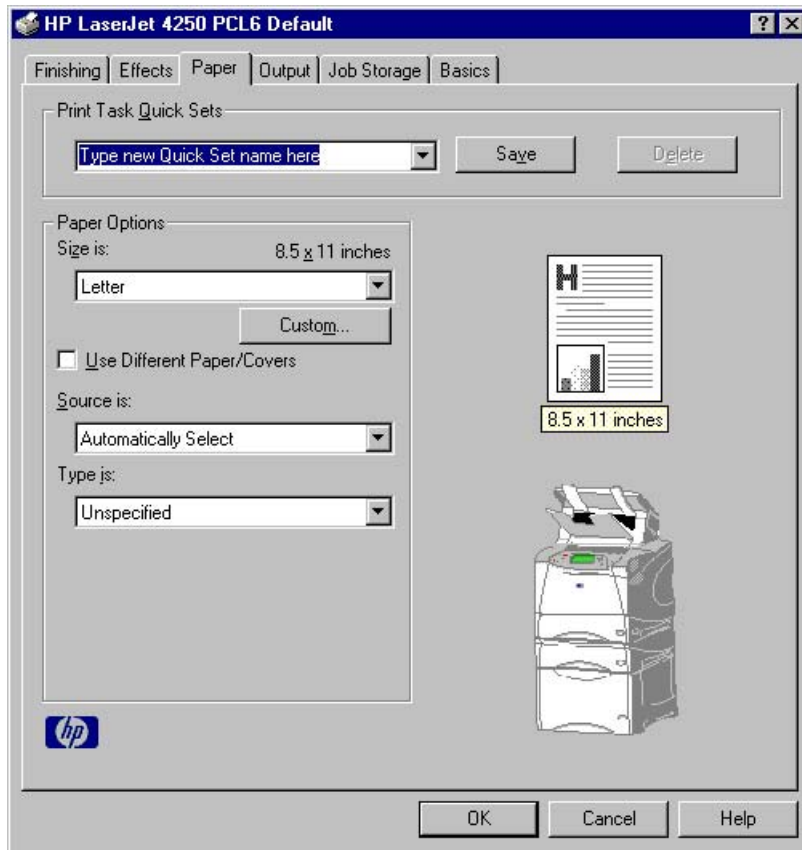 HP LaserJet 4250 PCL6 Default
Finishing Effects Paper Output Job Storage Basics
Print Task Quick Sets
Type new Quick Set name here Save Delete
Paper Options
Size is: 8.5 x 11 inches
Letter
Custom...
Use Different Paper/Covers
Source is:
Automatically Select
Type is:
Unspecified
H
8.5 x 11 inches
hp
OK Cancel Help